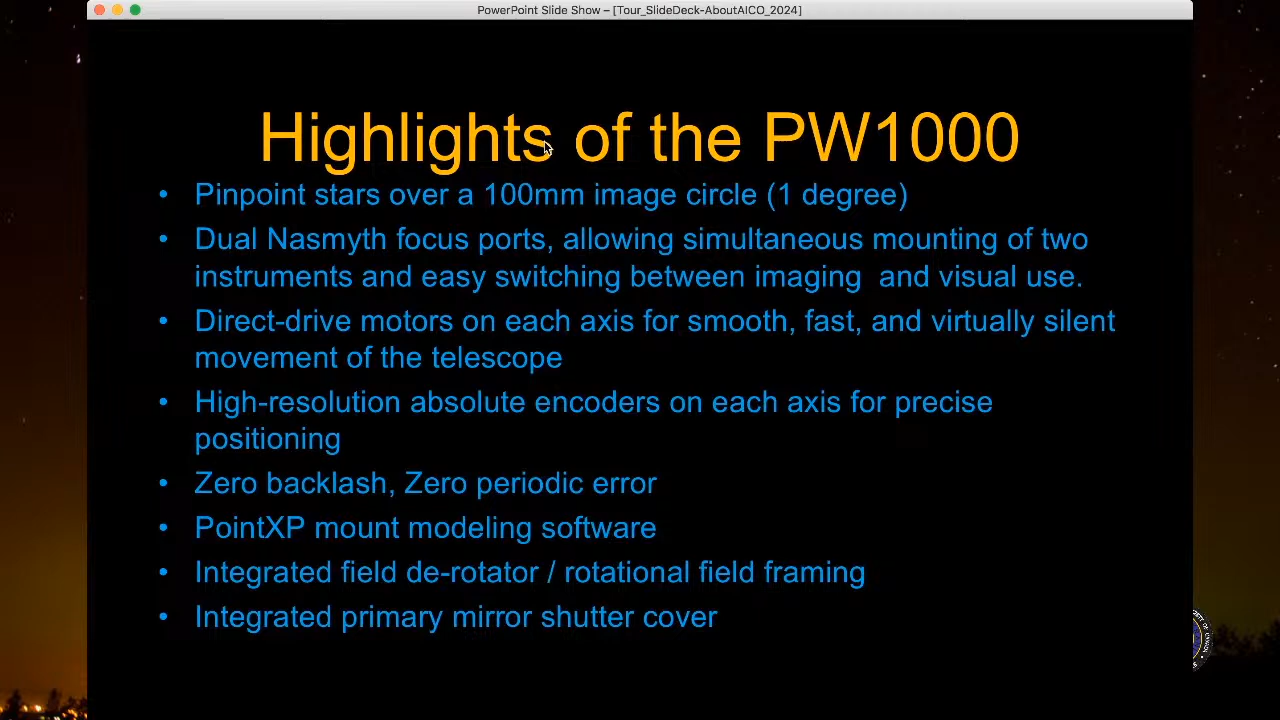 PowerPoint Slide Show – [Tour_SlideDeck-AboutAICO_2024]
Highlights of the PW1000
• Pinpoint stars over a 100mm image circle (1 degree)
• Dual Nasmyth focus ports, allowing simultaneous mounting of two
instruments and easy switching between imaging  and visual use.
• Direct-drive motors on each axis for smooth, fast, and virtually silent
movement of the telescope
• High-resolution absolute encoders on each axis for precise
positioning
• Zero backlash, Zero periodic error
• PointXP mount modeling software
• Integrated field de-rotator / rotational field framing
• Integrated primary mirror shutter cover